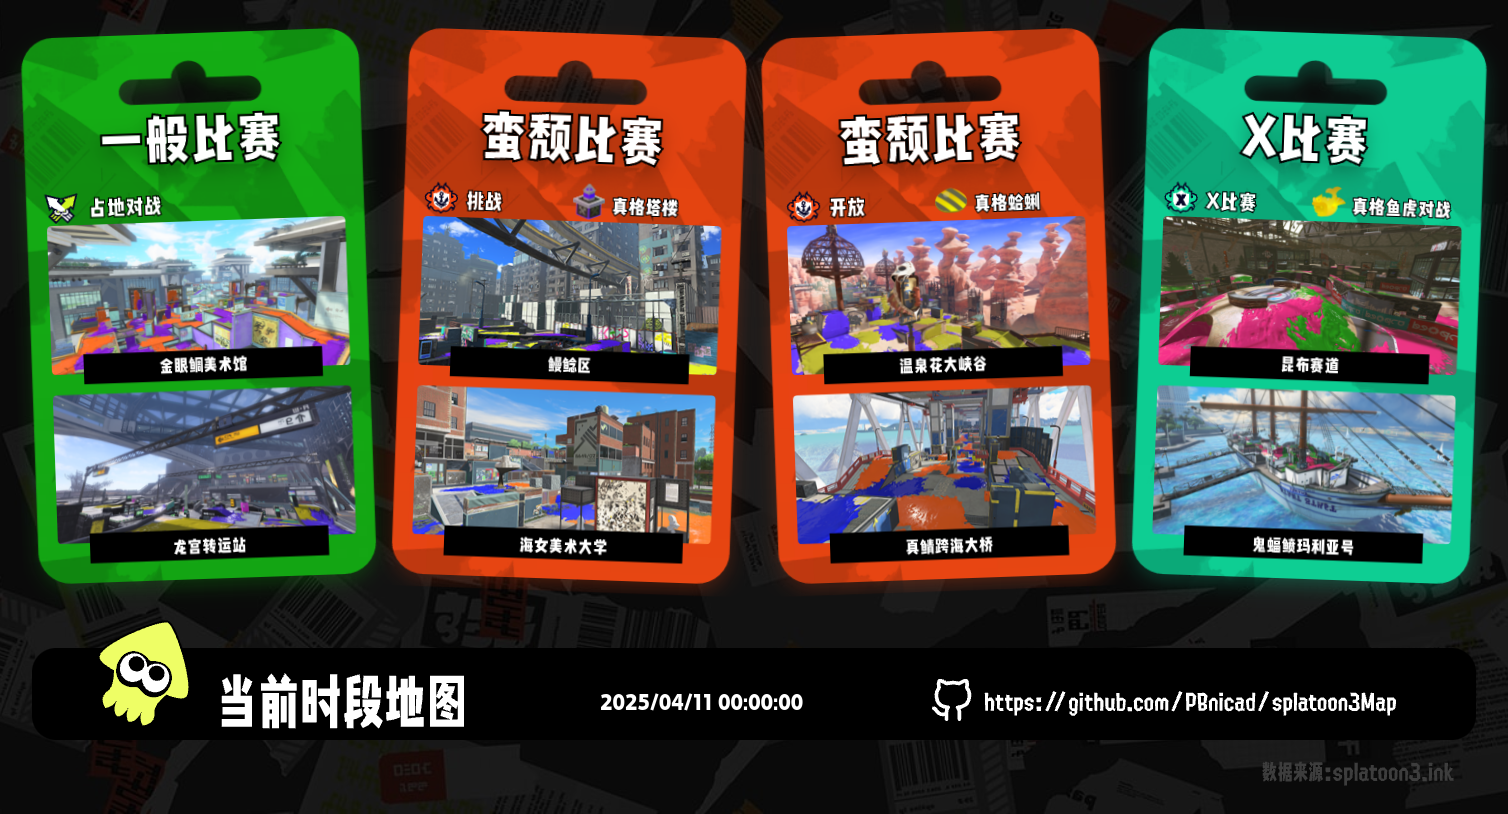 一般比赛
占地对战
金眼鲷美术馆
龙宫转运站
蛮颓比赛
挑战
真格塔楼
鳗鲶区
海女美术大学
蛮颓比赛
开放
真格蛤蜊
温泉花大峡谷
真鲭跨海大桥
X比赛
X比赛
真格鱼虎对战
昆布赛道
鬼蝠鲼玛利亚号
当前时段地图
2025/04/11 00:00:00
https://github.com/PBnicad/splatoon3Map
数据来源:splatoon3.ink